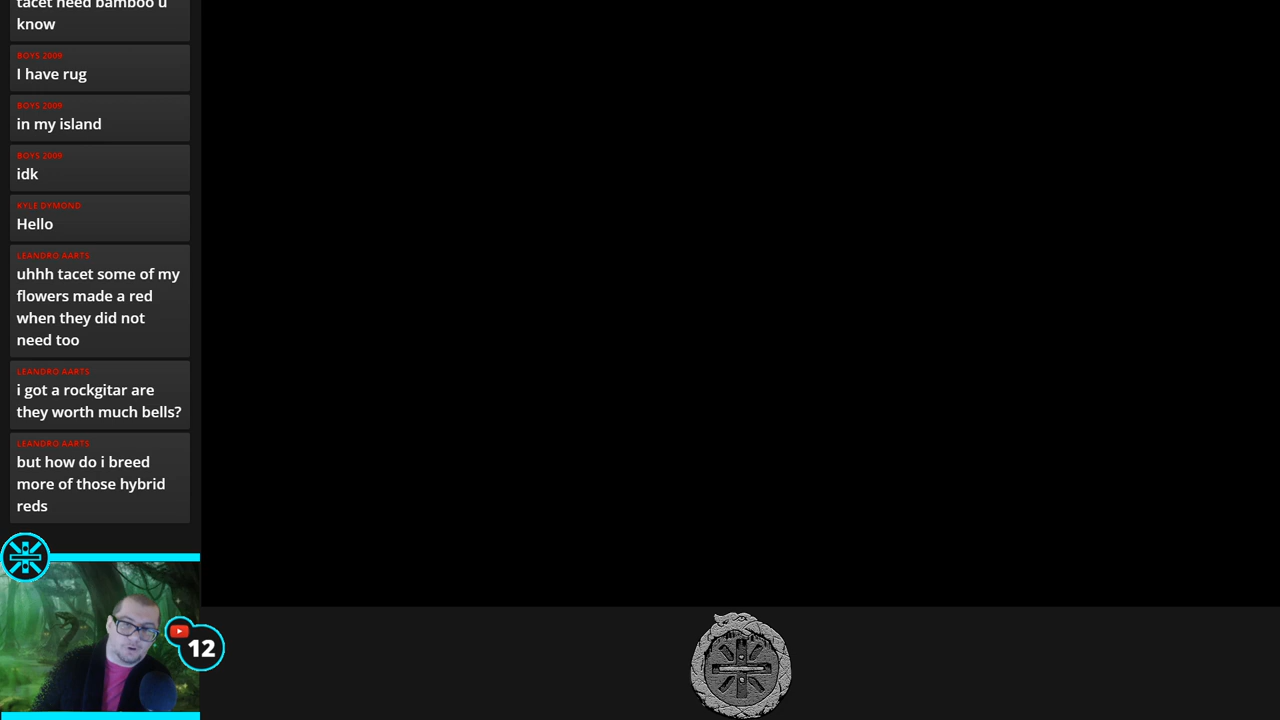 tacet need bamboo u
know
BOYS 2009
I have rug
BOYS 2009
in my island
BOYS 2009
idk
KYLE DYMOND
Hello
LEANDRO AARTS
uhhh tacet some of my
flowers made a red
when they did not
need too
LEANDRO AARTS
i got a rockgitar are
they worth much bells?
LEANDRO AARTS
but how do i breed
more of those hybrid
reds
12